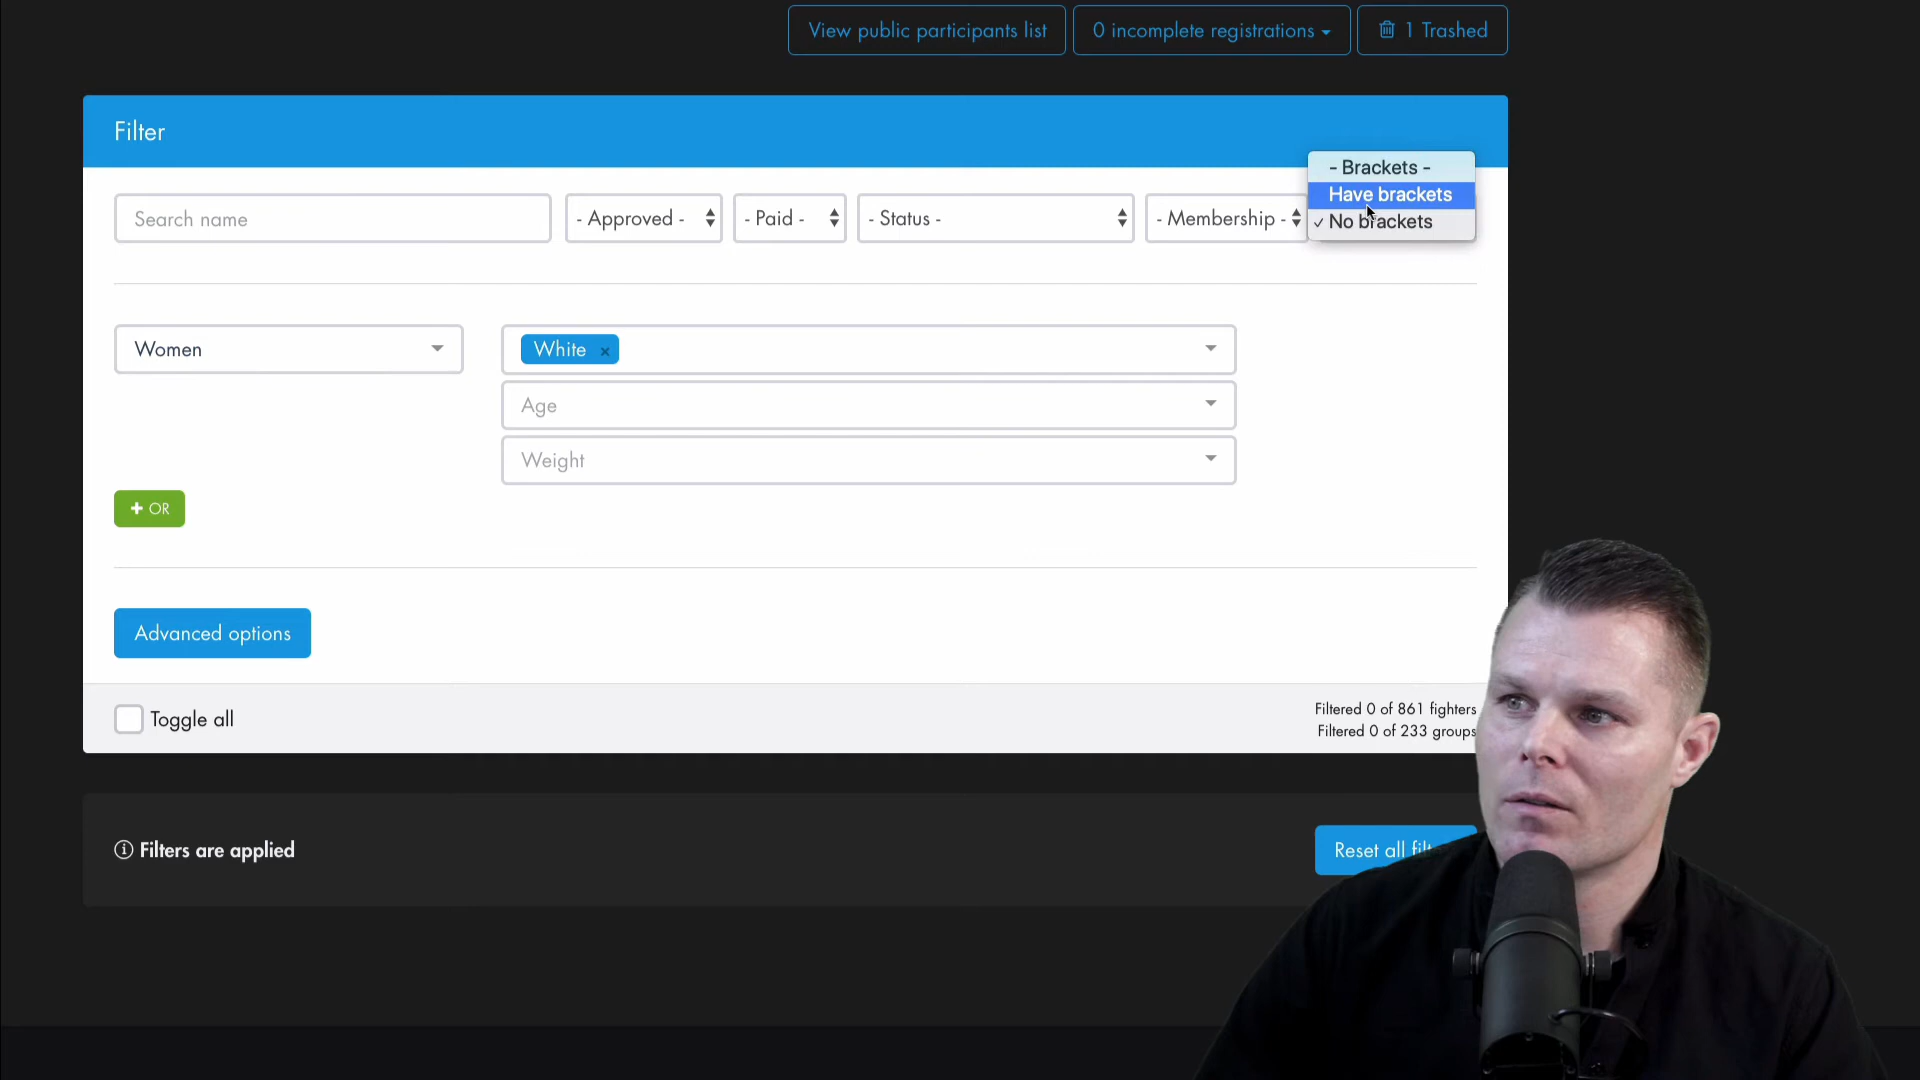 View public participants list
0 incomplete registrations
1 Trashed
Filter
Search name
- Approved -
- Paid -
- Status -
- Membership -
- Brackets -
Have brackets
✓ No brackets
Women
White ×
Age
Weight
+ OR
Advanced options
Toggle all
Filtered 0 of 861 fighters
Filtered 0 of 233 groups
Filters are applied
Reset all